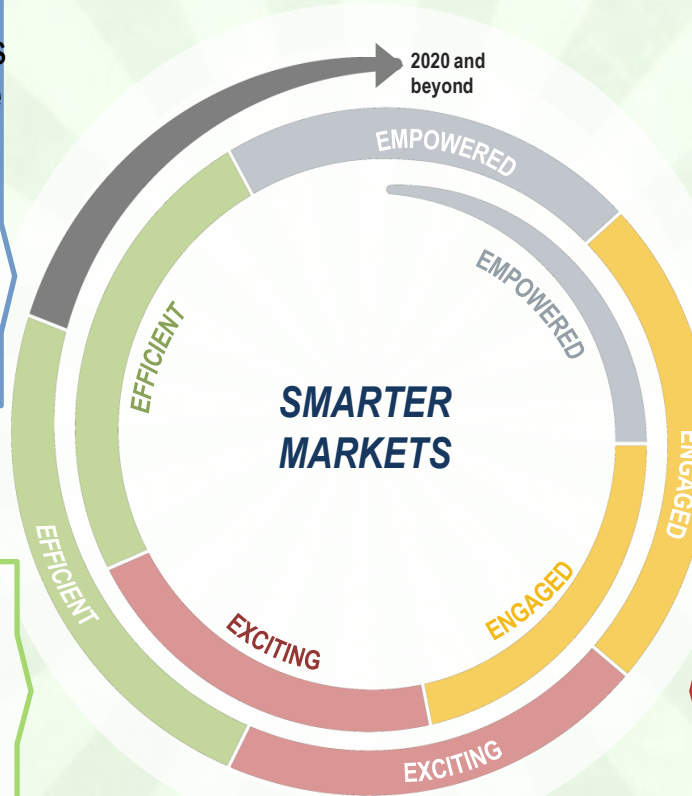 2020 and
beyond
EMPOWERED
EMPOWERED
EFFICIENT
SMARTER
MARKETS
ENGAGED
EFFICIENT
ENGAGED
EXCITING
EXCITING